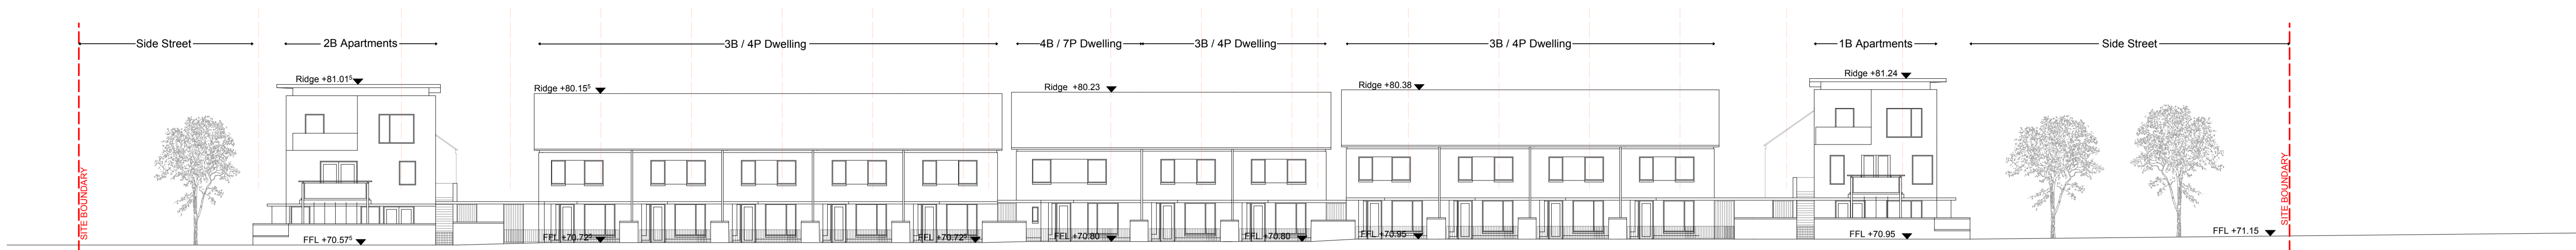 Side Street
2B Apartments
3B / 4P Dwelling
4B / 7P Dwelling
3B / 4P Dwelling
3B / 4P Dwelling
1B Apartments
Side Street
Ridge +81.01⁵
Ridge +80.15⁵
Ridge +80.23
Ridge +80.38
Ridge +81.24
SITE BOUNDARY
SITE BOUNDARY
FFL +70.57⁵
FFL +70.72⁵
FFL +70.72⁵
FFL +70.80
FFL +70.80
FFL +70.95
FFL +70.95
FFL +71.15